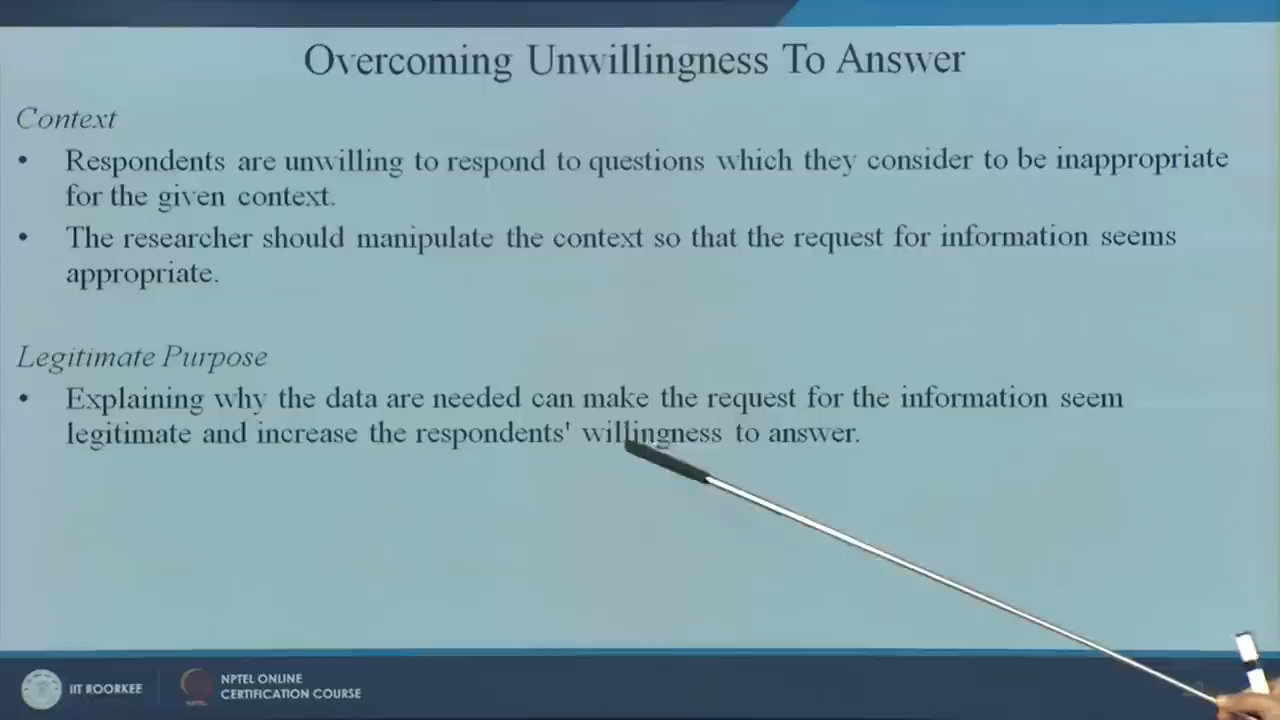 Overcoming Unwillingness To Answer
Context
• Respondents are unwilling to respond to questions which they consider to be inappropriate
for the given context.
• The researcher should manipulate the context so that the request for information seems
appropriate.
Legitimate Purpose
• Explaining why the data are needed can make the request for the information seem
legitimate and increase the respondents' willingness to answer.
IIT ROORKEE
NPTEL ONLINE
CERTIFICATION COURSE